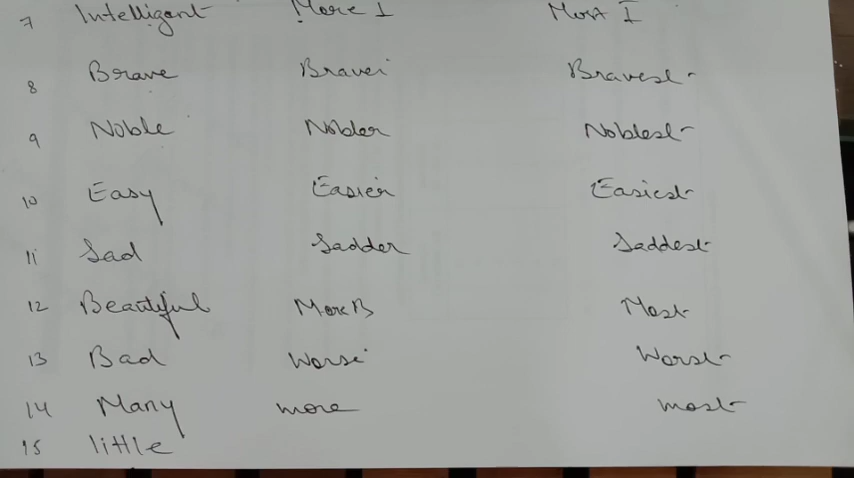 7 Intelligent More I Most I
8 Brave Braver Bravest
9 Noble Nobler Noblest
10 Easy Easier Easiest
11 Sad Sadder Saddest
12 Beautiful More B Most
13 Bad Worse Worst
14 Many more most
15 little